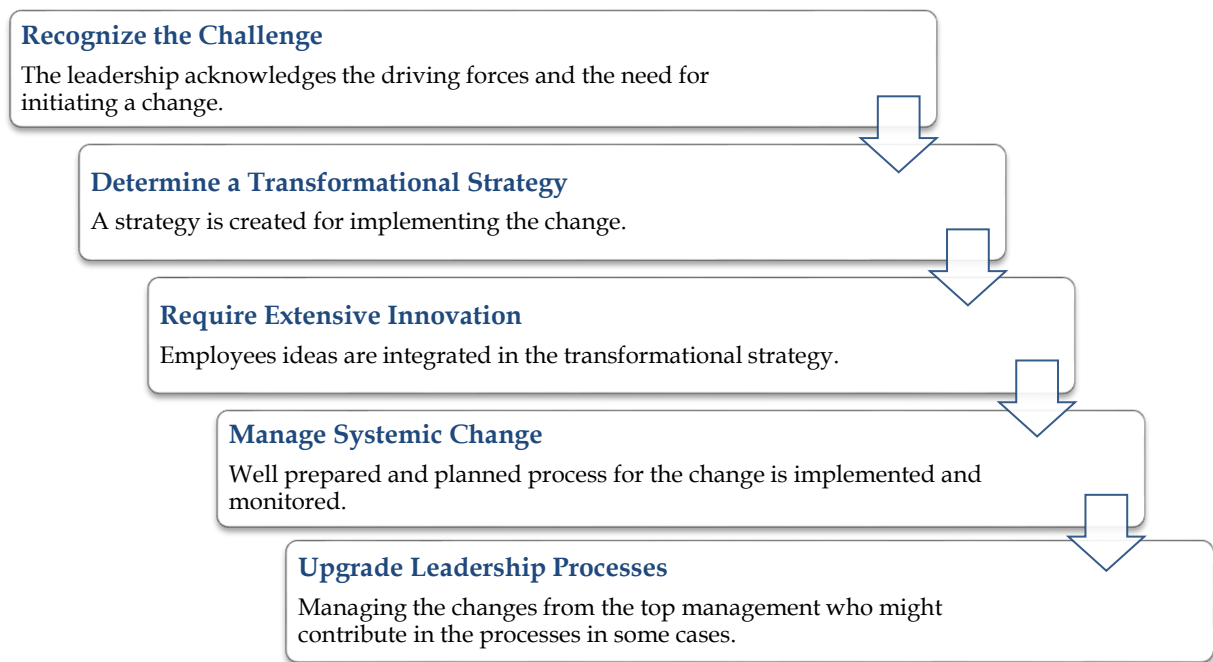 Recognize the Challenge
The leadership acknowledges the driving forces and the need for
initiating a change.
Determine a Transformational Strategy
A strategy is created for implementing the change.
Require Extensive Innovation
Employees ideas are integrated in the transformational strategy.
Manage Systemic Change
Well prepared and planned process for the change is implemented and
monitored.
Upgrade Leadership Processes
Managing the changes from the top management who might
contribute in the processes in some cases.